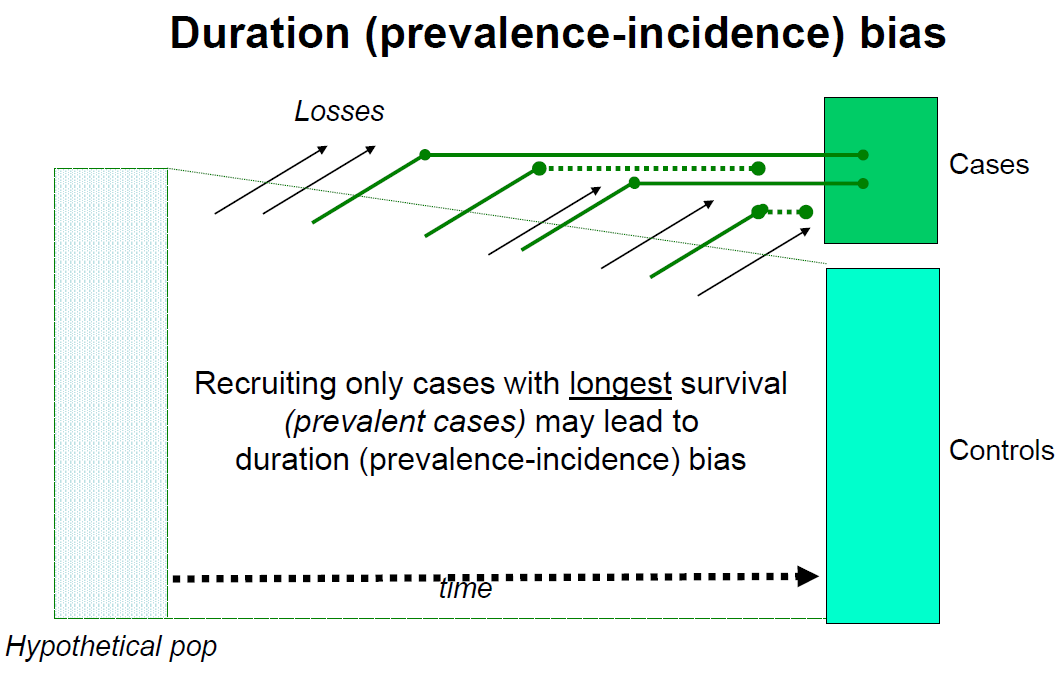 Duration (prevalence-incidence) bias
Losses
Cases
Recruiting only cases with longest survival
(prevalent cases) may lead to
duration (prevalence-incidence) bias
Controls
time
Hypothetical pop